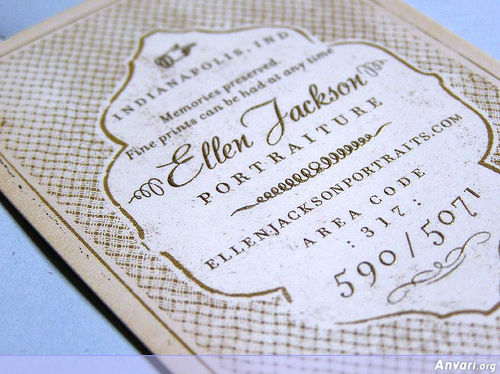 INDIANAPOLIS, IND
Memories preserved.
Fine prints can be had at any time
Ellen Jackson
PORTRAITURE
ELLENJACKSONPORTRAITS.COM
AREA CODE
: 317 :
590/5071
Anvari.org